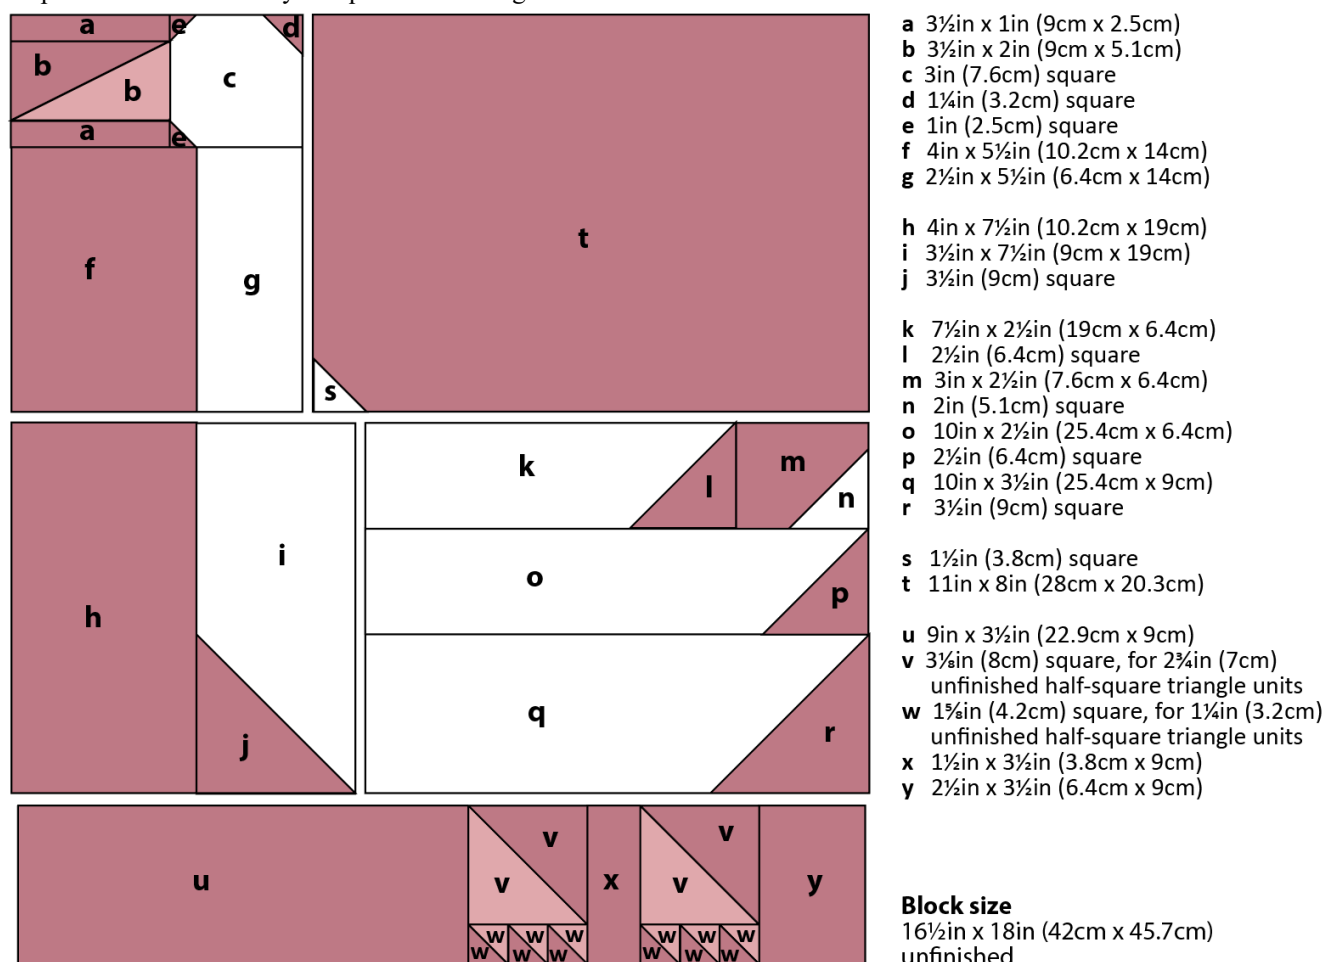 a
e
d
b
b
c
a
e
f
g
t
s
h
i
j
k
l
m
n
o
p
q
r
u
v
v
x
v
v
y
w
w
w
w
w
w
w
w
w
w
w
w
a 3½in x 1in (9cm x 2.5cm)
b 3½in x 2in (9cm x 5.1cm)
c 3in (7.6cm) square
d 1¼in (3.2cm) square
e 1in (2.5cm) square
f 4in x 5½in (10.2cm x 14cm)
g 2½in x 5½in (6.4cm x 14cm)
h 4in x 7½in (10.2cm x 19cm)
i 3½in x 7½in (9cm x 19cm)
j 3½in (9cm) square
k 7½in x 2½in (19cm x 6.4cm)
l 2½in (6.4cm) square
m 3in x 2½in (7.6cm x 6.4cm)
n 2in (5.1cm) square
o 10in x 2½in (25.4cm x 6.4cm)
p 2½in (6.4cm) square
q 10in x 3½in (25.4cm x 9cm)
r 3½in (9cm) square
s 1½in (3.8cm) square
t 11in x 8in (28cm x 20.3cm)
u 9in x 3½in (22.9cm x 9cm)
v 3⅛in (8cm) square, for 2¾in (7cm)
unfinished half-square triangle units
w 1⅝in (4.2cm) square, for 1¼in (3.2cm)
unfinished half-square triangle units
x 1½in x 3½in (3.8cm x 9cm)
y 2½in x 3½in (6.4cm x 9cm)
Block size
16½in x 18in (42cm x 45.7cm)
unfinished